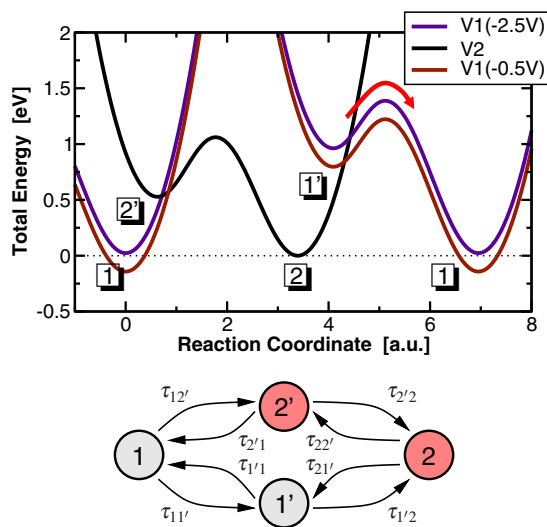 V1(-2.5V)
V2
V1(-0.5V)
Total Energy [eV]
2
1.5
1
0.5
0
-0.5
2'
1'
1
2
1
0
2
4
6
8
Reaction Coordinate [a.u.]
τ12'
2'
τ2'2
τ2'1
τ22'
1
2
τ1'1
τ21'
τ11'
1'
τ1'2